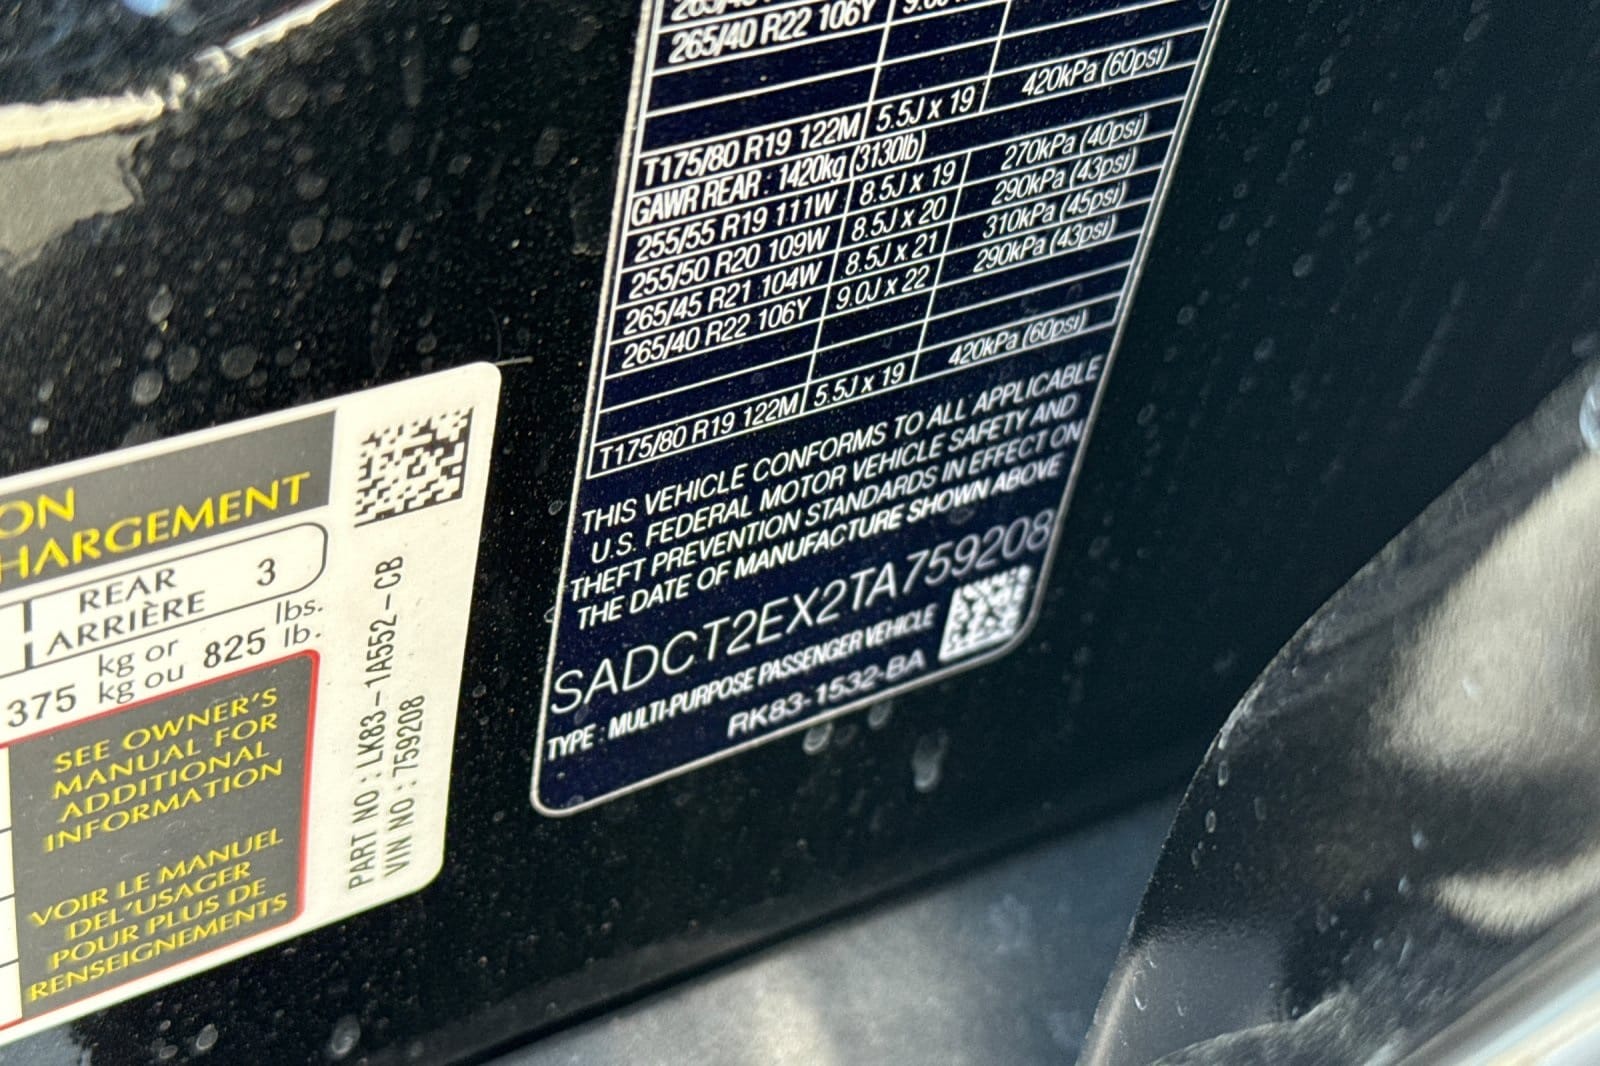 265/40 R22 106Y
T175/80 R19 122M 5.5J x 19 420kPa (60psi)
GAWR REAR : 1420kg (3130lb)
255/55 R19 111W 8.5J x 19 270kPa (40psi)
255/50 R20 109W 8.5J x 20 290kPa (43psi)
265/45 R21 104W 8.5J x 21 310kPa (45psi)
265/40 R22 106Y 9.0J x 22 290kPa (43psi)
T175/80 R19 122M 5.5J x 19 420kPa (60psi)
THIS VEHICLE CONFORMS TO ALL APPLICABLE
U.S. FEDERAL MOTOR VEHICLE SAFETY AND
THEFT PREVENTION STANDARDS IN EFFECT ON
THE DATE OF MANUFACTURE SHOWN ABOVE
SADCT2EX2TA759208
TYPE : MULTI-PURPOSE PASSENGER VEHICLE
RK83-1532-BA
ON
HARGEMENT
REAR 3
ARRIÈRE
375 kg or 825 lbs.
kg ou lb.
SEE OWNER'S
MANUAL FOR
ADDITIONAL
INFORMATION
VOIR LE MANUEL
DEL'USAGER
POUR PLUS DE
RENSEIGNEMENTS
PART NO : LK83-1A552-CB
VIN NO : 759208